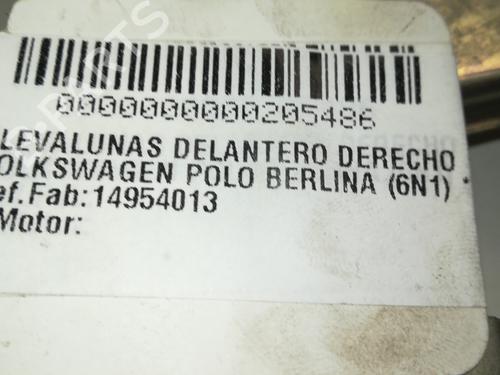 0000000000205486
LEVALUNAS DELANTERO DERECHO
OLKSWAGEN POLO BERLINA (6N1) *
ef.Fab:14954013
Motor: